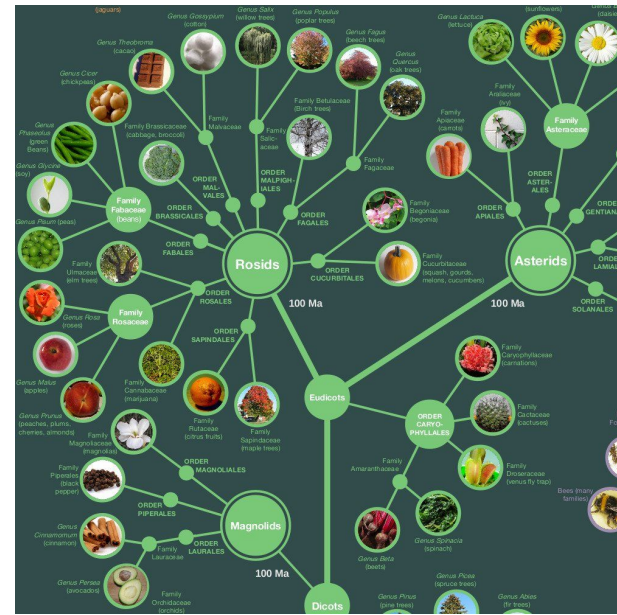 (jaguars)
Genus Theobroma
(cacao)
Genus Gossypium
(cotton)
Genus Salix
(willow trees)
Genus Populus
(poplar trees)
Genus Fagus
(beech trees)
Genus
Quercus
(oak trees)
Genus Lactuca
(lettuce)
(sunflowers)
Genus Cicer
(chickpeas)
Genus
Phaseolus
(green
Beans)
Genus Glycine
(soy)
Genus Pisum (peas)
Family
Fabaceae
(beans)
Family Brassicaceae
(cabbage, broccoli)
Family
Malvaceae
Family
Salic-
aceae
Family Betulaceae
(Birch trees)
Family
Fagaceae
ORDER
MAL-
VALES
ORDER
BRASSICALES
ORDER
FABALES
ORDER
MALPIGH-
IALES
ORDER
FAGALES
Family
Begoniaceae
(begonia)
Family
Cucurbitaceae
(squash, gourds,
melons, cucumbers)
ORDER
CUCURBITALES
Rosids
100 Ma
Family
Apiaceae
(carrots)
Family
Araliaceae
(ivy)
Family
Asteraceae
ORDER
ASTER-
ALES
ORDER
APIALES
ORDE
GENTIAN
ORDE
LAMIAL
ORDER
SOLANALES
Asterids
100 Ma
Family
Ulmaceae
(elm trees)
ORDER
ROSALES
Family
Rosaceae
Genus Rosa
(roses)
Genus Malus
(apples)
Genus Prunus
(peaches, plums,
cherries, almonds)
Family
Cannabaceae
(marijuana)
ORDER
SAPINDALES
Family
Rutaceae
(citrus fruits)
Family
Sapindaceae
(maple trees)
Eudicots
ORDER
CARYO-
PHYLLALES
Family
Caryophyllaceae
(carnations)
Family
Cactaceae
(cactuses)
Family
Droseraceae
(venus fly trap)
Family
Amaranthaceae
Genus Beta
(beets)
Genus Spinacia
(spinach)
Family
Magnoliaceae
(magnolias)
ORDER
MAGNOLIALES
Family
Piperales
(black
pepper)
ORDER
PIPERALES
Magnolids
100 Ma
Genus
Cinnamomum
(cinnamon)
ORDER
LAURALES
Family
Lauraceae
Genus Persea
(avocados)
Family
Orchidaceae
(orchids)
Dicots
Genus Pinus
(pine trees)
Genus Picea
(spruce trees)
Genus Abies
(fir trees)
Bees (many
families)